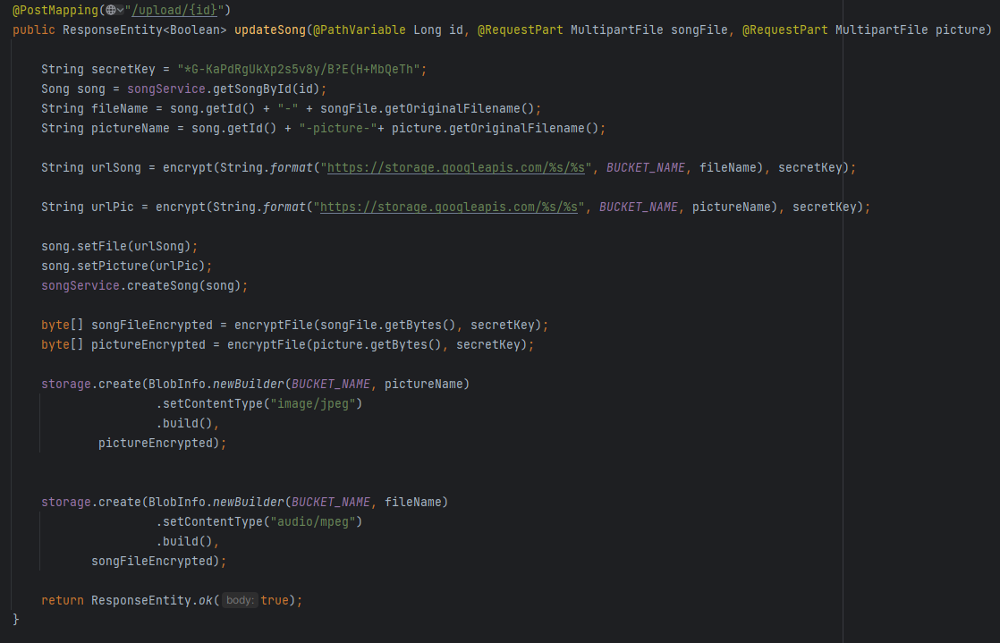 @PostMapping("/upload/{id}")
public ResponseEntity<Boolean> updateSong(@PathVariable Long id, @RequestPart MultipartFile songFile, @RequestPart MultipartFile picture)
String secretKey = "*G-KaPdRgUkXp2s5v8y/B?E(H+MbQeTh";
Song song = songService.getSongById(id);
String fileName = song.getId() + "-" + songFile.getOriginalFilename();
String pictureName = song.getId() + "-picture-"+ picture.getOriginalFilename();
String urlSong = encrypt(String.format("https://storage.googleapis.com/%s/%s", BUCKET_NAME, fileName), secretKey);
String urlPic = encrypt(String.format("https://storage.googleapis.com/%s/%s", BUCKET_NAME, pictureName), secretKey);
song.setFile(urlSong);
song.setPicture(urlPic);
songService.createSong(song);
byte[] songFileEncrypted = encryptFile(songFile.getBytes(), secretKey);
byte[] pictureEncrypted = encryptFile(picture.getBytes(), secretKey);
storage.create(BlobInfo.newBuilder(BUCKET_NAME, pictureName)
.setContentType("image/jpeg")
.build(),
pictureEncrypted);
storage.create(BlobInfo.newBuilder(BUCKET_NAME, fileName)
.setContentType("audio/mpeg")
.build(),
songFileEncrypted);
return ResponseEntity.ok( body: true);
}